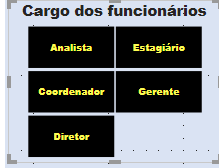 Cargo dos funcionários
Analista
Estagiário
Coordenador
Gerente
Diretor